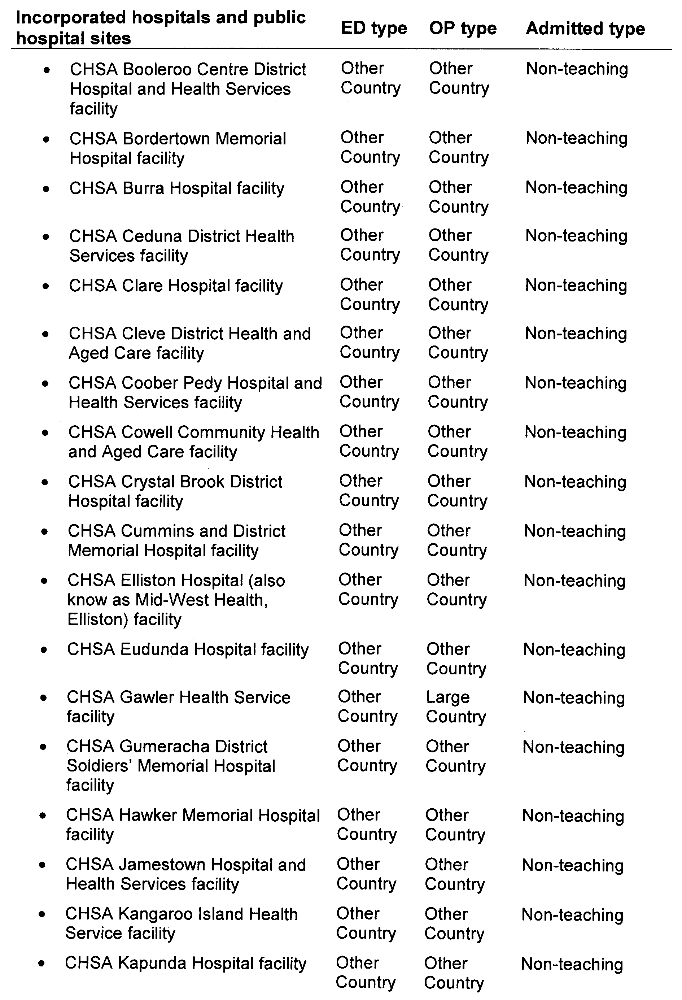 Incorporated hospitals and public hospital sites ED type OP type Admitted type
• CHSA Booleroo Centre District Other Other Non-teaching
Hospital and Health Services Country Country
facility
• CHSA Bordertown Memorial Other Other Non-teaching
Hospital facility Country Country
• CHSA Burra Hospital facility Other Other Non-teaching
Country Country
• CHSA Ceduna District Health Other Other Non-teaching
Services facility Country Country
• CHSA Clare Hospital facility Other Other Non-teaching
Country Country
• CHSA Cleve District Health and Other Other Non-teaching
Aged Care facility Country Country
• CHSA Coober Pedy Hospital and Other Other Non-teaching
Health Services facility Country Country
• CHSA Cowell Community Health Other Other Non-teaching
and Aged Care facility Country Country
• CHSA Crystal Brook District Other Other Non-teaching
Hospital facility Country Country
• CHSA Cummins and District Other Other Non-teaching
Memorial Hospital facility Country Country
• CHSA Elliston Hospital (also Other Other Non-teaching
know as Mid-West Health, Country Country
Elliston) facility
• CHSA Eudunda Hospital facility Other Other Non-teaching
Country Country
• CHSA Gawler Health Service Other Large Non-teaching
facility Country Country
• CHSA Gumeracha District Other Other Non-teaching
Soldiers' Memorial Hospital Country Country
facility
• CHSA Hawker Memorial Hospital Other Other Non-teaching
facility Country Country
• CHSA Jamestown Hospital and Other Other Non-teaching
Health Services facility Country Country
• CHSA Kangaroo Island Health Other Other Non-teaching
Service facility Country Country
• CHSA Kapunda Hospital facility Other Other Non-teaching
Country Country